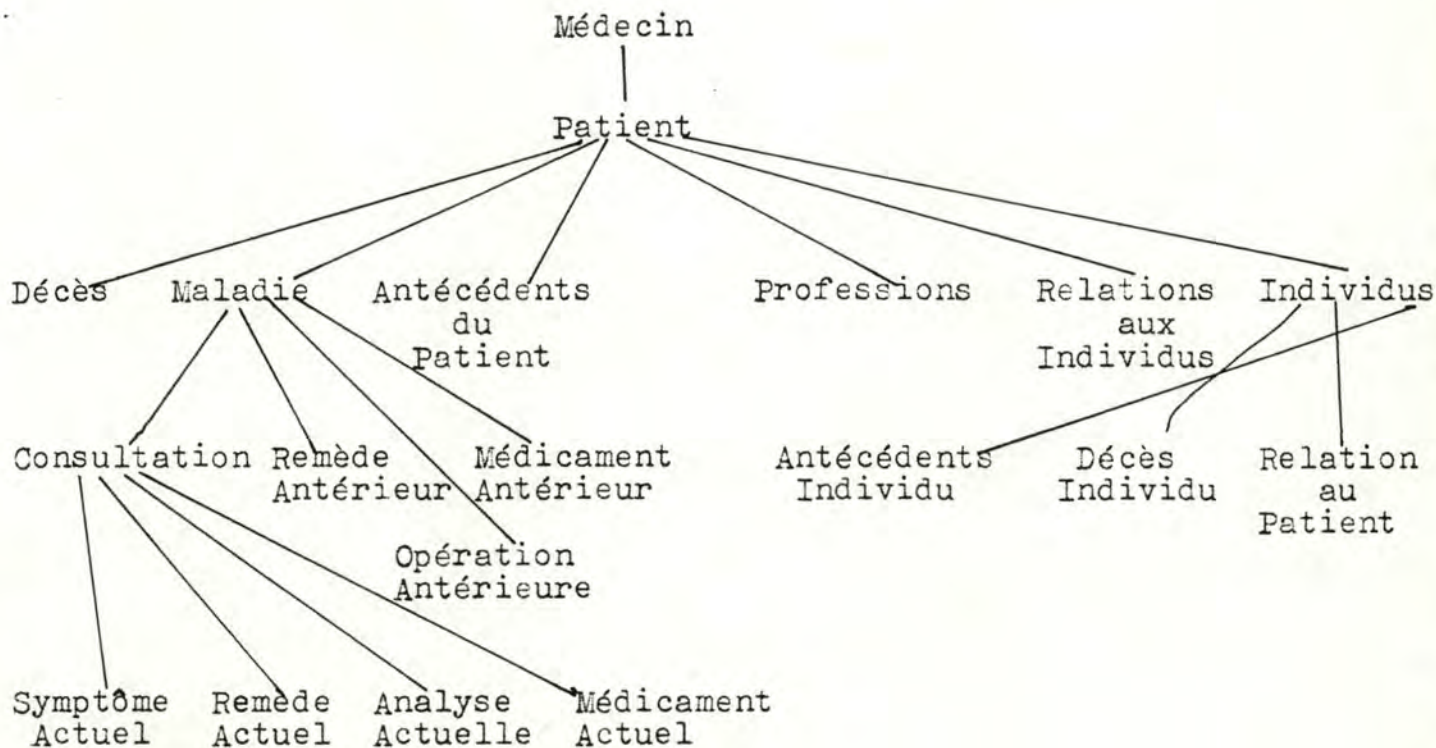 Médecin
Patient
Décès Maladie Antécédents Professions Relations Individus
du aux
Patient Individus
Consultation Remède Médicament Antécédents Décès Relation
Antérieur Antérieur Individu Individu au
Patient
Opération
Antérieure
Symptôme Remède Analyse Médicament
Actuel Actuel Actuelle Actuel